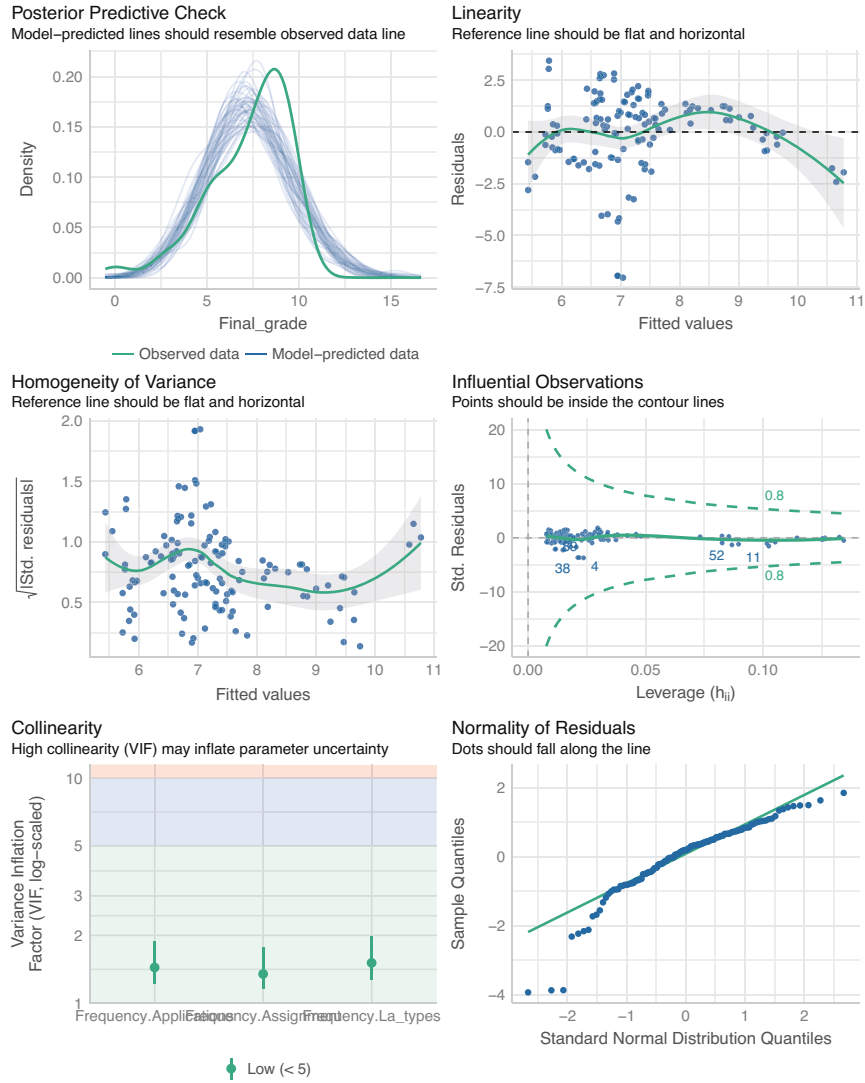 Posterior Predictive Check
Model−predicted lines should resemble observed data line
0.20
0.15
0.10
0.05
0.00
Density
0
5
10
15
Final_grade
Observed data
Model−predicted data
Linearity
Reference line should be flat and horizontal
2.5
0.0
−2.5
−5.0
−7.5
Residuals
6
7
8
9
10
11
Fitted values
Homogeneity of Variance
Reference line should be flat and horizontal
2.0
1.5
1.0
0.5
√|Std. residuals|
6
7
8
9
10
11
Fitted values
Influential Observations
Points should be inside the contour lines
20
10
0
−10
−20
Std. Residuals
0.8
0.8
38
4
52
11
0.00
0.05
0.10
Leverage (hii)
Collinearity
High collinearity (VIF) may inflate parameter uncertainty
10
5
3
2
1
Variance Inflation
Factor (VIF, log−scaled)
Frequency.Applications
Frequency.Assignment
Frequency.La_types
Low (< 5)
Normality of Residuals
Dots should fall along the line
2
0
−2
−4
Sample Quantiles
−2
−1
0
1
2
Standard Normal Distribution Quantiles